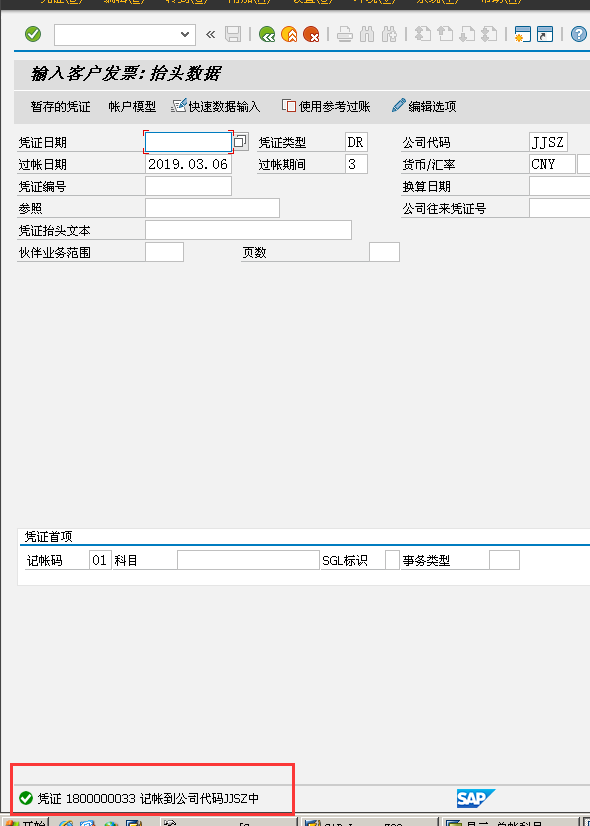 输入客户发票:抬头数据
暂存的凭证 帐户模型 快速数据输入 使用参考过账 编辑选项
凭证日期 凭证类型 DR 公司代码 JJSZ
过帐日期 2019.03.06 过帐期间 3 货币/汇率 CNY
凭证编号 换算日期
参照 公司往来凭证号
凭证抬头文本
伙伴业务范围 页数
凭证首项
记帐码 01 科目 SGL标识 事务类型
凭证 1800000033 记帐到公司代码JJSZ中
SAP
开始